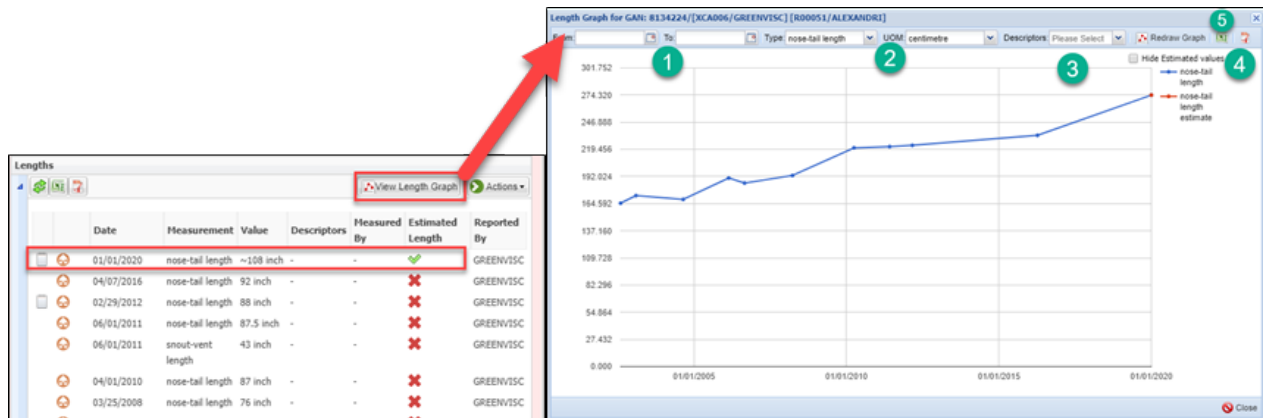 Length Graph for GAN: 8134224/[XCA006/GREENVISC] [R00051/ALEXANDRI]
5
From: To: Type: nose-tail length UOM: centimetre Descriptors: Please Select Redraw Graph
1 2 3 4
Hide Estimated values
nose-tail
length
nose-tail
length
estimate
301.752
274.320
246.888
219.456
192.024
164.592
137.160
109.728
82.296
54.864
27.432
0.000
01/01/2005 01/01/2010 01/01/2015 01/01/2020
Close
Lengths
View Length Graph Actions
Date Measurement Value Descriptors Measured By Estimated Length Reported By
01/01/2020 nose-tail length ~108 inch - - GREENVISC
04/07/2016 nose-tail length 92 inch - - GREENVISC
02/29/2012 nose-tail length 88 inch - - GREENVISC
06/01/2011 nose-tail length 87.5 inch - - GREENVISC
06/01/2011 snout-vent length 43 inch - - GREENVISC
04/01/2010 nose-tail length 87 inch - - GREENVISC
03/25/2008 nose-tail length 76 inch - - GREENVISC